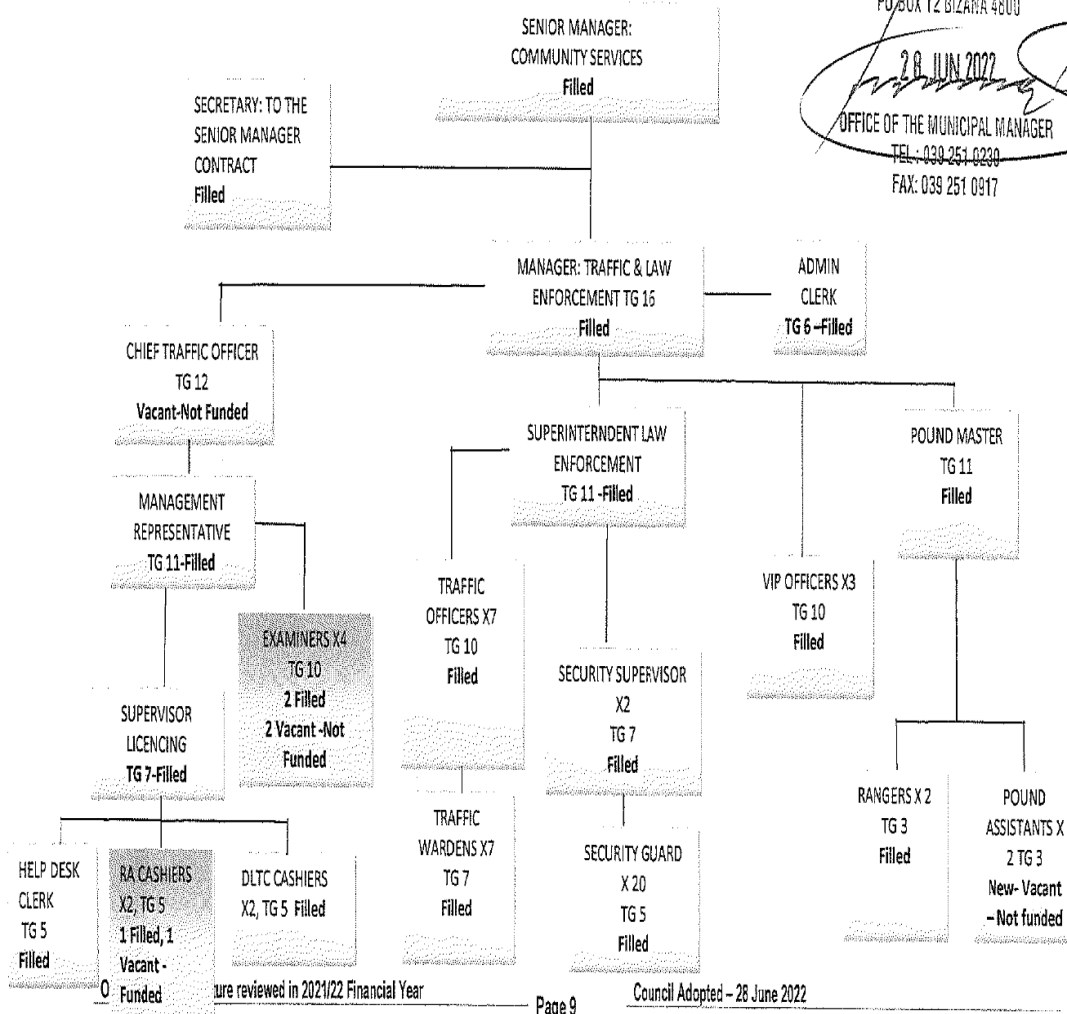 PO BOX 12 BIZANA 4800
28 JUN 2022
OFFICE OF THE MUNICIPAL MANAGER
TEL: 039 251 0230
FAX: 039 251 0917
SENIOR MANAGER:
COMMUNITY SERVICES
Filled
SECRETARY: TO THE
SENIOR MANAGER
CONTRACT
Filled
MANAGER: TRAFFIC & LAW
ENFORCEMENT TG 16
Filled
ADMIN
CLERK
TG 6 –Filled
CHIEF TRAFFIC OFFICER
TG 12
Vacant-Not Funded
SUPERINTERNDENT LAW
ENFORCEMENT
TG 11 -Filled
POUND MASTER
TG 11
Filled
MANAGEMENT
REPRESENTATIVE
TG 11-Filled
EXAMINERS X4
TG 10
2 Filled
2 Vacant -Not
Funded
TRAFFIC
OFFICERS X7
TG 10
Filled
VIP OFFICERS X3
TG 10
Filled
SECURITY SUPERVISOR
X2
TG 7
Filled
SUPERVISOR
LICENCING
TG 7-Filled
TRAFFIC
WARDENS X7
TG 7
Filled
SECURITY GUARD
X 20
TG 5
Filled
RANGERS X 2
TG 3
Filled
POUND
ASSISTANTS X
2 TG 3
New- Vacant
– Not funded
HELP DESK
CLERK
TG 5
Filled
RA CASHIERS
X2, TG 5
1 Filled, 1
Vacant -
Funded
DLTC CASHIERS
X2, TG 5 Filled
O ure reviewed in 2021/22 Financial Year
Page 9
Council Adopted – 28 June 2022